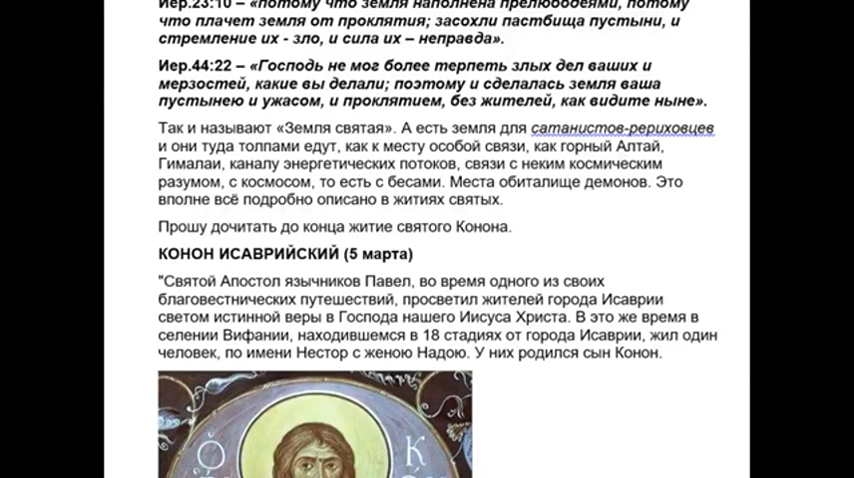 Иер.23:10 – «потому что земля наполнена прелюбодеями, потому
что плачет земля от проклятия; засохли пастбища пустыни, и
стремление их - зло, и сила их – неправда».
Иер.44:22 – «Господь не мог более терпеть злых дел ваших и
мерзостей, какие вы делали; поэтому и сделалась земля ваша
пустынею и ужасом, и проклятием, без жителей, как видите ныне».
Так и называют «Земля святая». А есть земля для сатанистов-рериховцев
и они туда толпами едут, как к месту особой связи, как горный Алтай,
Гималаи, каналу энергетических потоков, связи с неким космическим
разумом, с космосом, то есть с бесами. Места обиталище демонов. Это
вполне всё подробно описано в житиях святых.
Прошу дочитать до конца житие святого Конона.
КОНОН ИСАВРИЙСКИЙ (5 марта)
"Святой Апостол язычников Павел, во время одного из своих
благовестнических путешествий, просветил жителей города Исаврии
светом истинной веры в Господа нашего Иисуса Христа. В это же время в
селении Вифании, находившемся в 18 стадиях от города Исаврии, жил один
человек, по имени Нестор с женою Надою. У них родился сын Конон.
О К